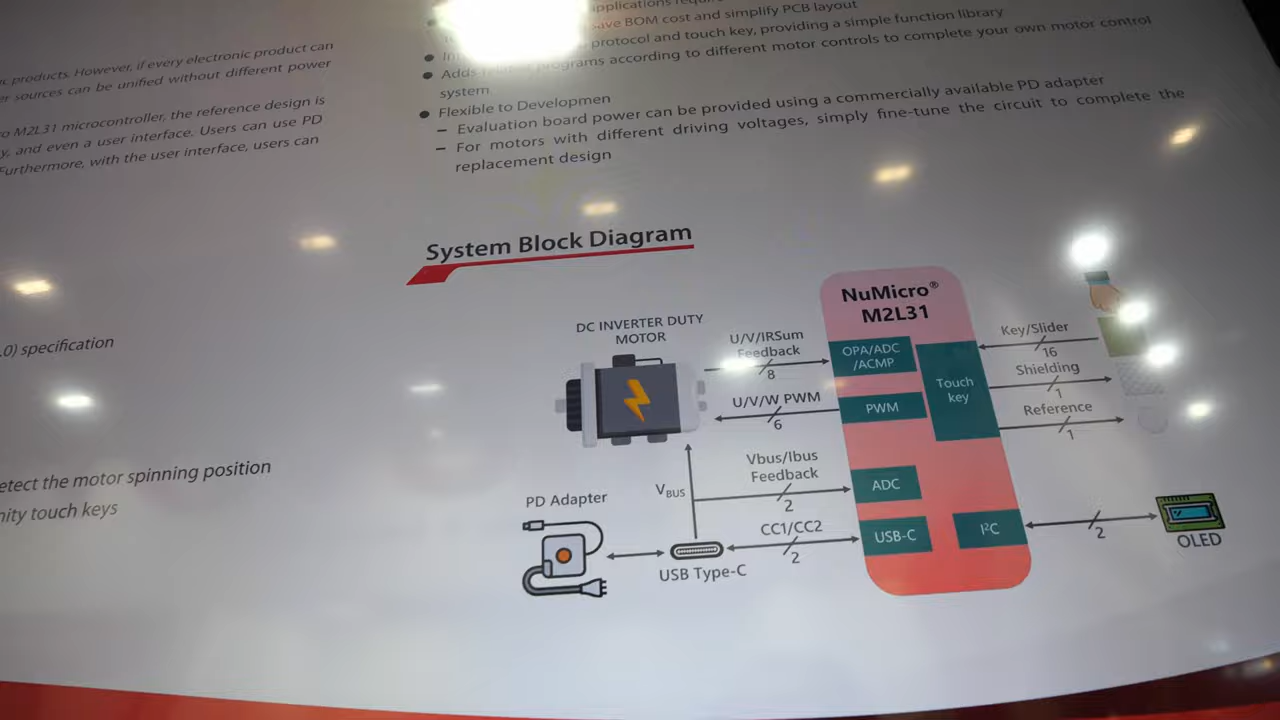 products. However, if every electronic product can
sources can be unified without different power
M2L31 microcontroller, the reference design is
and even a user interface. Users can use PD
Furthermore, with the user interface, users can
.0) specification
detect the motor spinning position
touch keys
applications
save BOM cost and simplify PCB layout
protocol and touch key, providing a simple function library
Adds programs according to different motor controls to complete your own motor control
system.
Flexible to Developmen
– Evaluation board power can be provided using a commercially available PD adapter
– For motors with different driving voltages, simply fine-tune the circuit to complete the
replacement design
System Block Diagram
NuMicro®
M2L31
DC INVERTER DUTY
MOTOR
U/V/IRSum
Feedback
8
OPA/ADC
/ACMP
Touch
key
Key/Slider
16
Shielding
1
Reference
1
U/V/W PWM
6
PWM
VBUS
Vbus/Ibus
Feedback
2
ADC
PD Adapter
USB Type-C
CC1/CC2
2
USB-C
I²C
2
OLED